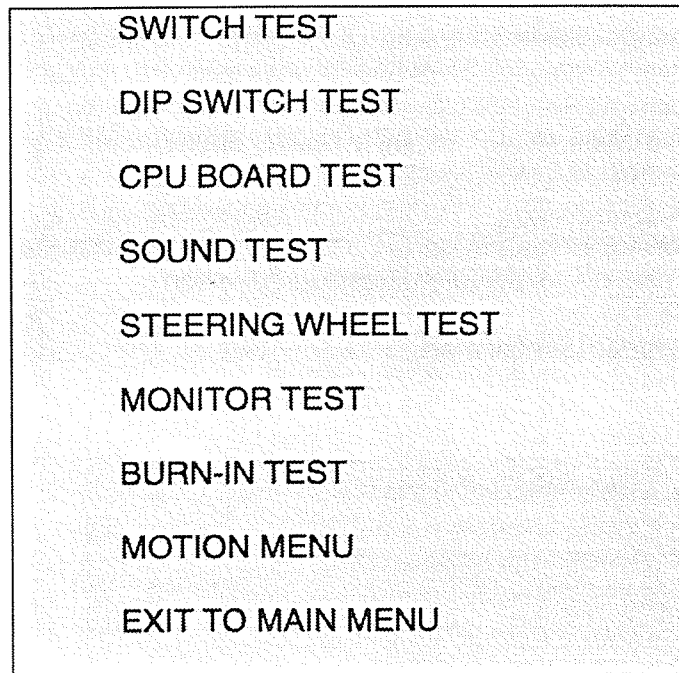 SWITCH TEST
DIP SWITCH TEST
CPU BOARD TEST
SOUND TEST
STEERING WHEEL TEST
MONITOR TEST
BURN-IN TEST
MOTION MENU
EXIT TO MAIN MENU